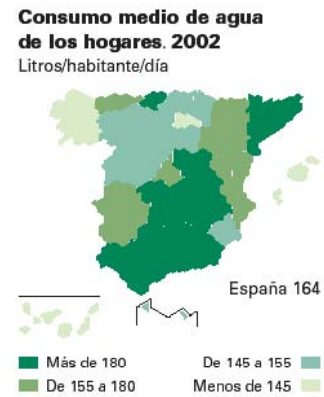 Consumo medio de agua
de los hogares. 2002
Litros/habitante/día
España 164
Más de 180
De 145 a 155
De 155 a 180
Menos de 145